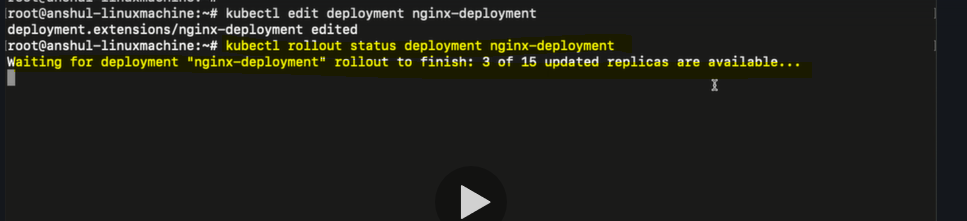 root@anshul-linuxmachine:~# kubectl edit deployment nginx-deployment
deployment.extensions/nginx-deployment edited
root@anshul-linuxmachine:~# kubectl rollout status deployment nginx-deployment
Waiting for deployment "nginx-deployment" rollout to finish: 3 of 15 updated replicas are available...